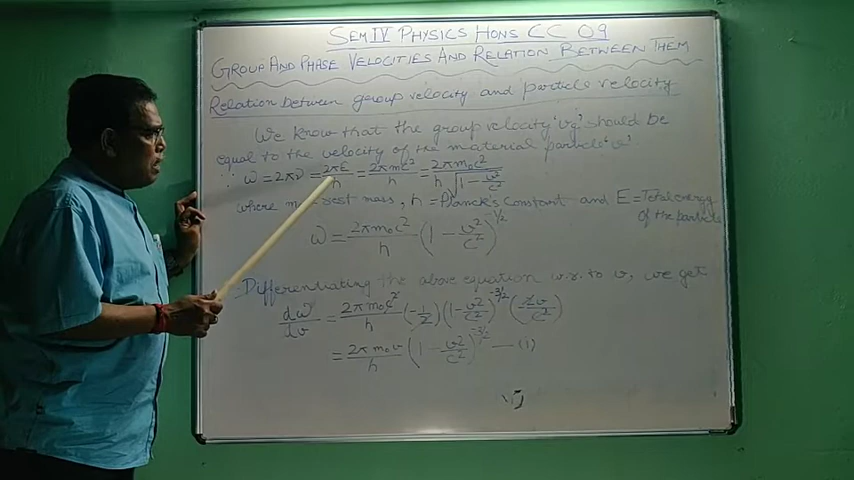 SEM IV PHYSICS HONS CC 09
GROUP AND PHASE VELOCITIES AND RELATION BETWEEN THEM
Relation between group velocity and particle velocity
We know that the group velocity 'vg' should be
equal to the velocity of the material particle 'v'
∴ ω = 2πν = 2πE/h = 2πmc²/h = 2πm₀c²/h√(1 - v²/c²)
where m₀ = rest mass, h = Planck's constant and E = Total energy
of the particle
ω = 2πm₀c²/h (1 - v²/c²)^-1/2
Differentiating the above equation w.r. to v, we get
dω/dv = 2πm₀c²/h (-1/2) (1 - v²/c²)^-3/2 (-2v/c²)
= 2πm₀v/h (1 - v²/c²)^-3/2 — (1)